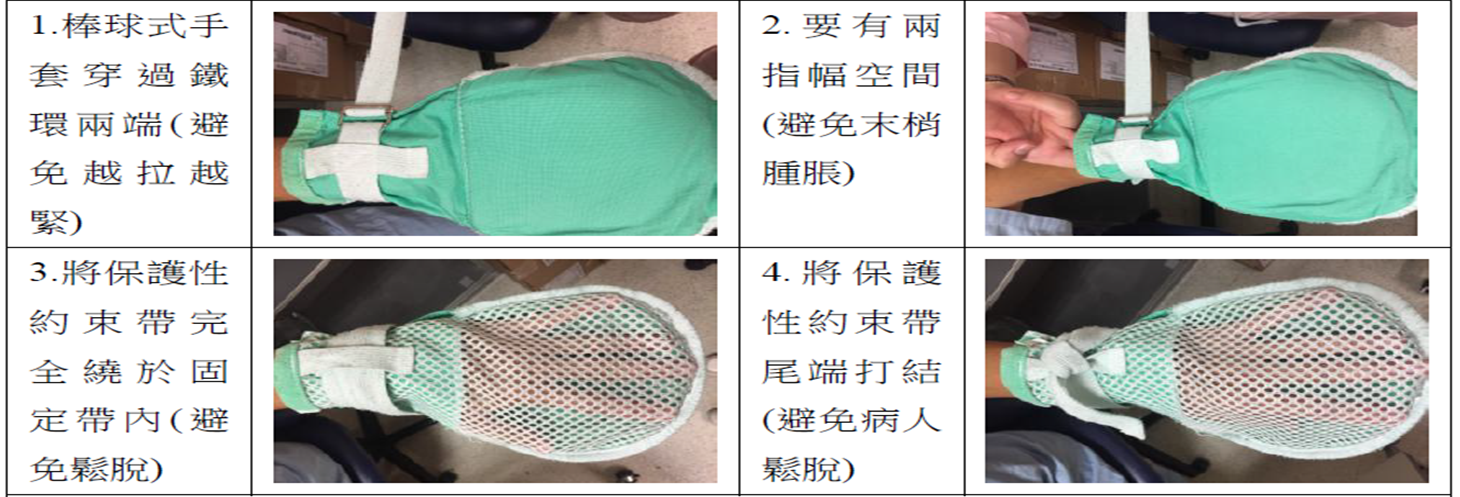 1.棒球式手
套穿過鐵
環兩端(避
免越拉越
緊)
2.要有兩
指幅空間
(避免末梢
腫脹)
3.將保護性
約束帶完
全繞於固
定帶內(避
免鬆脫)
4.將保護
性約束帶
尾端打結
(避免病人
鬆脫)